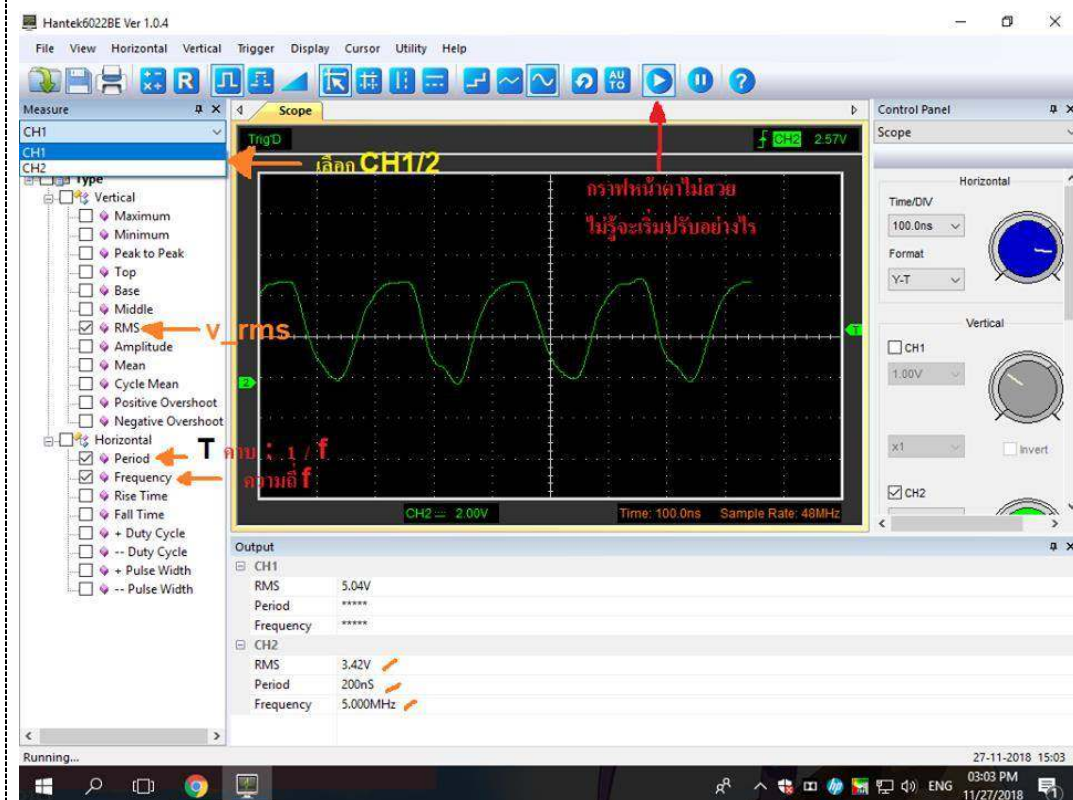 Hantek6022BE Ver 1.0.4
File View Horizontal Vertical Trigger Display Cursor Utility Help
R AU TO ?
Measure
Scope
Control Panel
CH1
Trig'D
CH2 2.57V
Scope
CH1
CH2
เลือก CH1/2
Type
Vertical
Maximum
Minimum
Peak to Peak
Top
Base
Middle
RMS
v_rms
Amplitude
Mean
Cycle Mean
Positive Overshoot
Negative Overshoot
Horizontal
Period
T คาบ : 1 / f
Frequency
ความถี่ f
Rise Time
Fall Time
+ Duty Cycle
-- Duty Cycle
+ Pulse Width
-- Pulse Width
กราฟหน้าตาไม่สวย
ไม่รู้จะเริ่มปรับอย่างไร
2
T
CH2 2.00V
Time: 100.0ns Sample Rate: 48MHz
Horizontal
Time/DIV
100.0ns
Format
Y-T
Vertical
CH1
1.00V
x1
Invert
CH2
Output
CH1
RMS 5.04V
Period *****
Frequency *****
CH2
RMS 3.42V
Period 200nS
Frequency 5.000MHz
Running...
27-11-2018 15:03
ENG
03:03 PM
11/27/2018
1